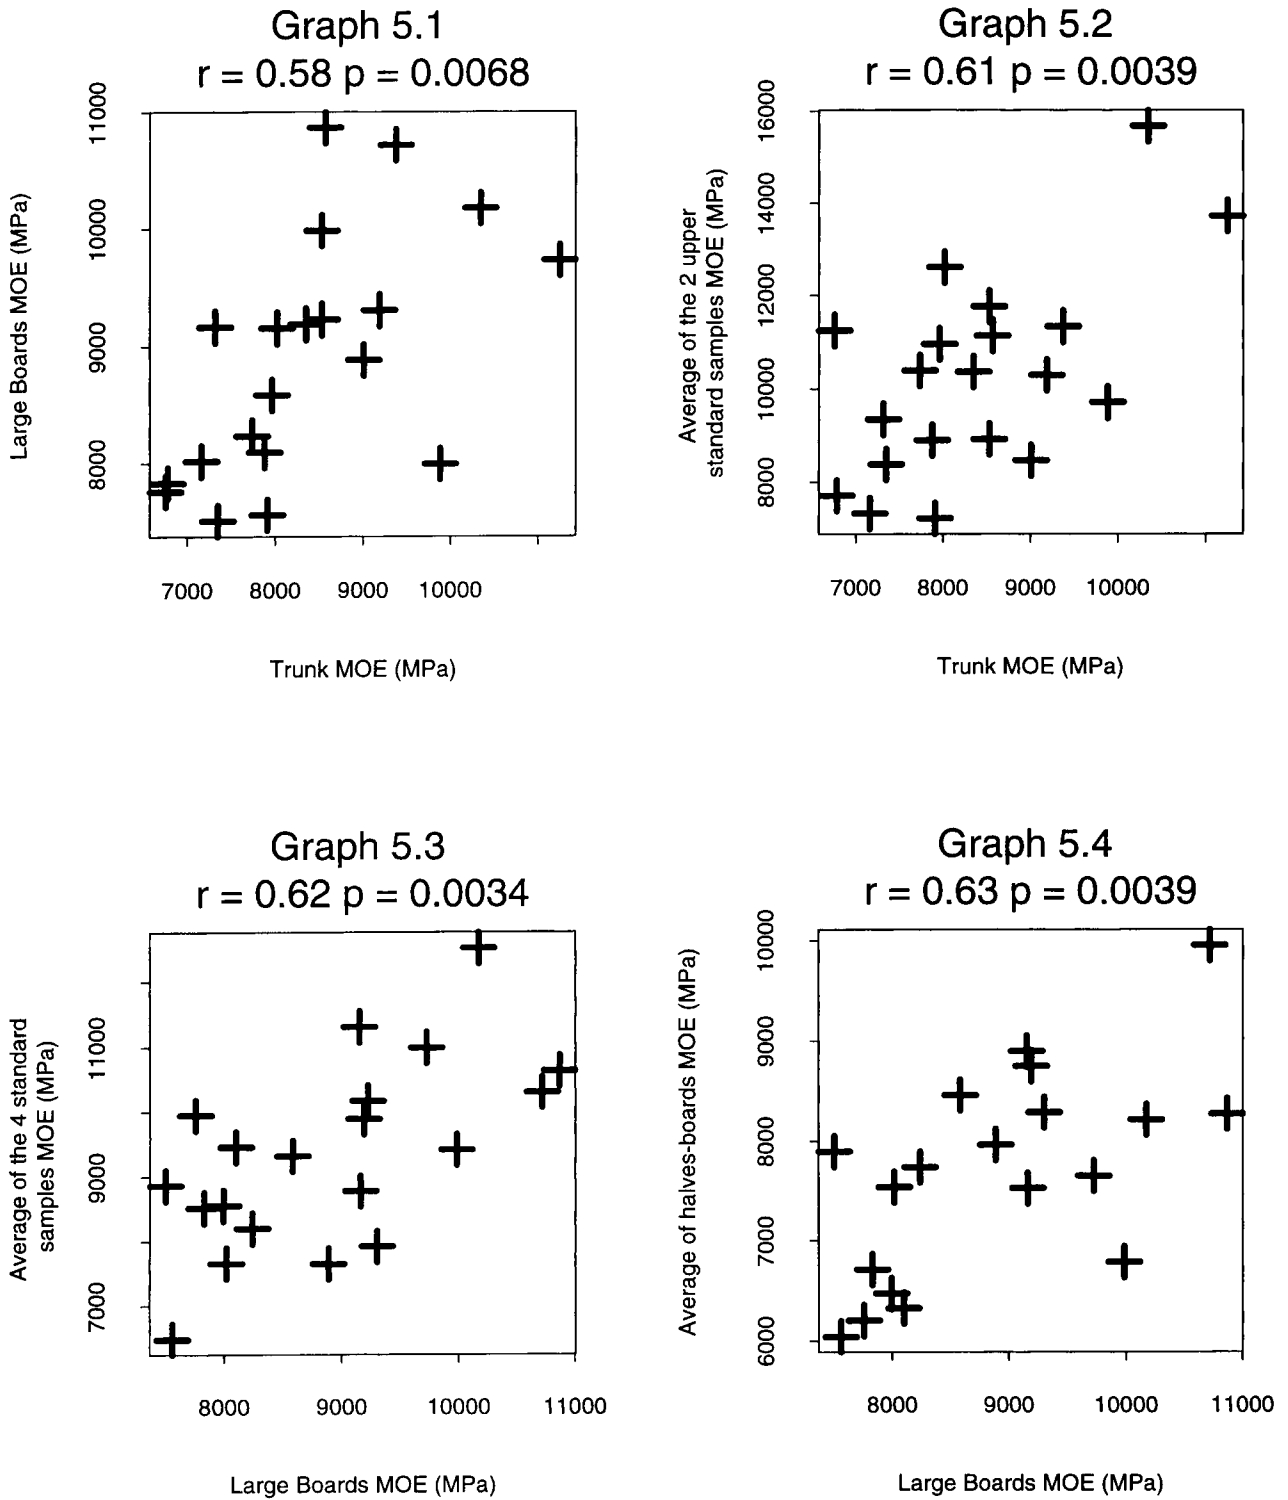 Graph 5.1
r = 0.58 p = 0.0068
Large Boards MOE (MPa)
11000
10000
9000
8000
7000 8000 9000 10000
Trunk MOE (MPa)
Graph 5.2
r = 0.61 p = 0.0039
Average of the 2 upper
standard samples MOE (MPa)
16000
14000
12000
10000
8000
7000 8000 9000 10000
Trunk MOE (MPa)
Graph 5.3
r = 0.62 p = 0.0034
Average of the 4 standard
samples MOE (MPa)
11000
9000
7000
8000 9000 10000 11000
Large Boards MOE (MPa)
Graph 5.4
r = 0.63 p = 0.0039
Average of halves-boards MOE (MPa)
10000
9000
8000
7000
6000
8000 9000 10000 11000
Large Boards MOE (MPa)